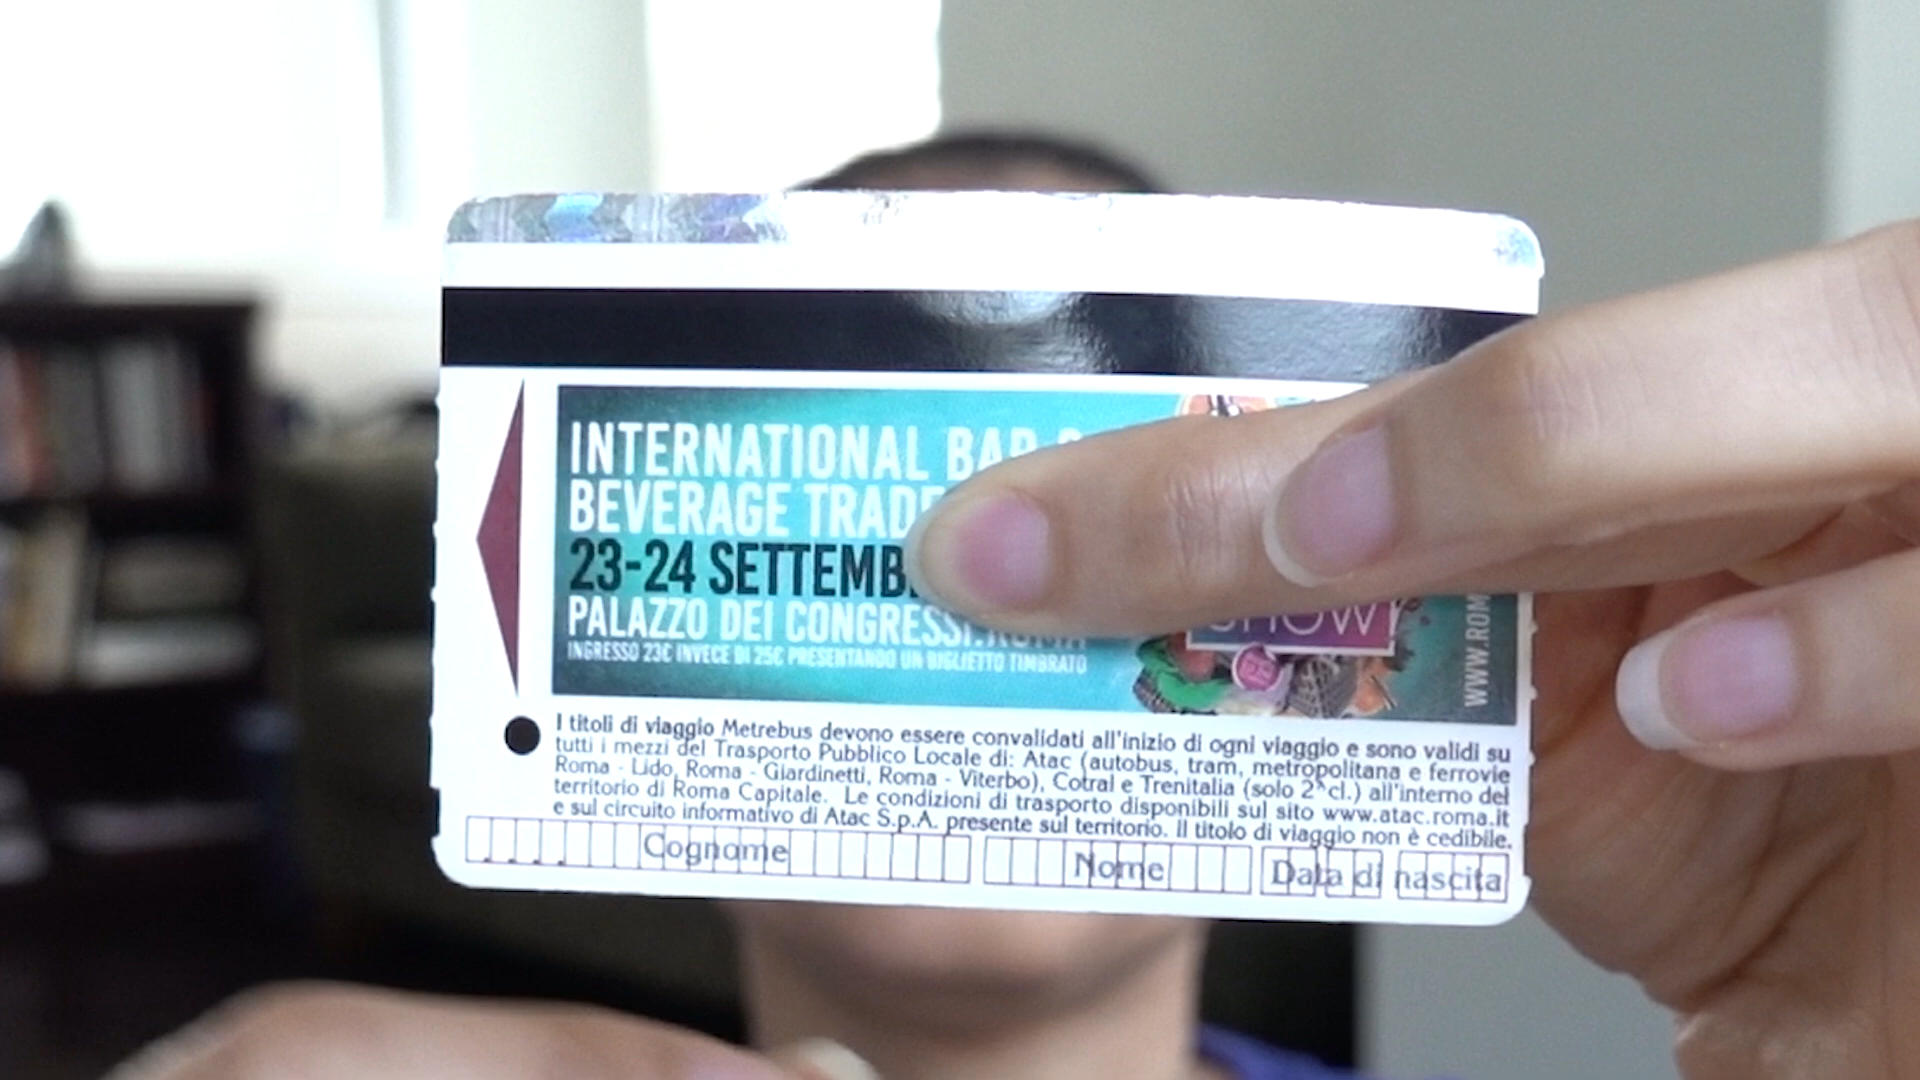 INTERNATIONAL BAR &
BEVERAGE TRADE
23-24 SETTEMB
PALAZZO DEI CONGRESSI. ROMA
INGRESSO 23€ INVECE DI 25€ PRESENTANDO UN BIGLIETTO TIMBRATO
SHOW
WWW.ROM
I titoli di viaggio Metrebus devono essere convalidati all'inizio di ogni viaggio e sono validi su
tutti i mezzi del Trasporto Pubblico Locale di: Atac (autobus, tram, metropolitana e ferrovie
Roma - Lido, Roma - Giardinetti, Roma - Viterbo), Cotral e Trenitalia (solo 2^cl.) all'interno del
territorio di Roma Capitale. Le condizioni di trasporto disponibili sul sito www.atac.roma.it
e sul circuito informativo di Atac S.p.A. presente sul territorio. Il titolo di viaggio non è cedibile.
Cognome Nome Data di nascita